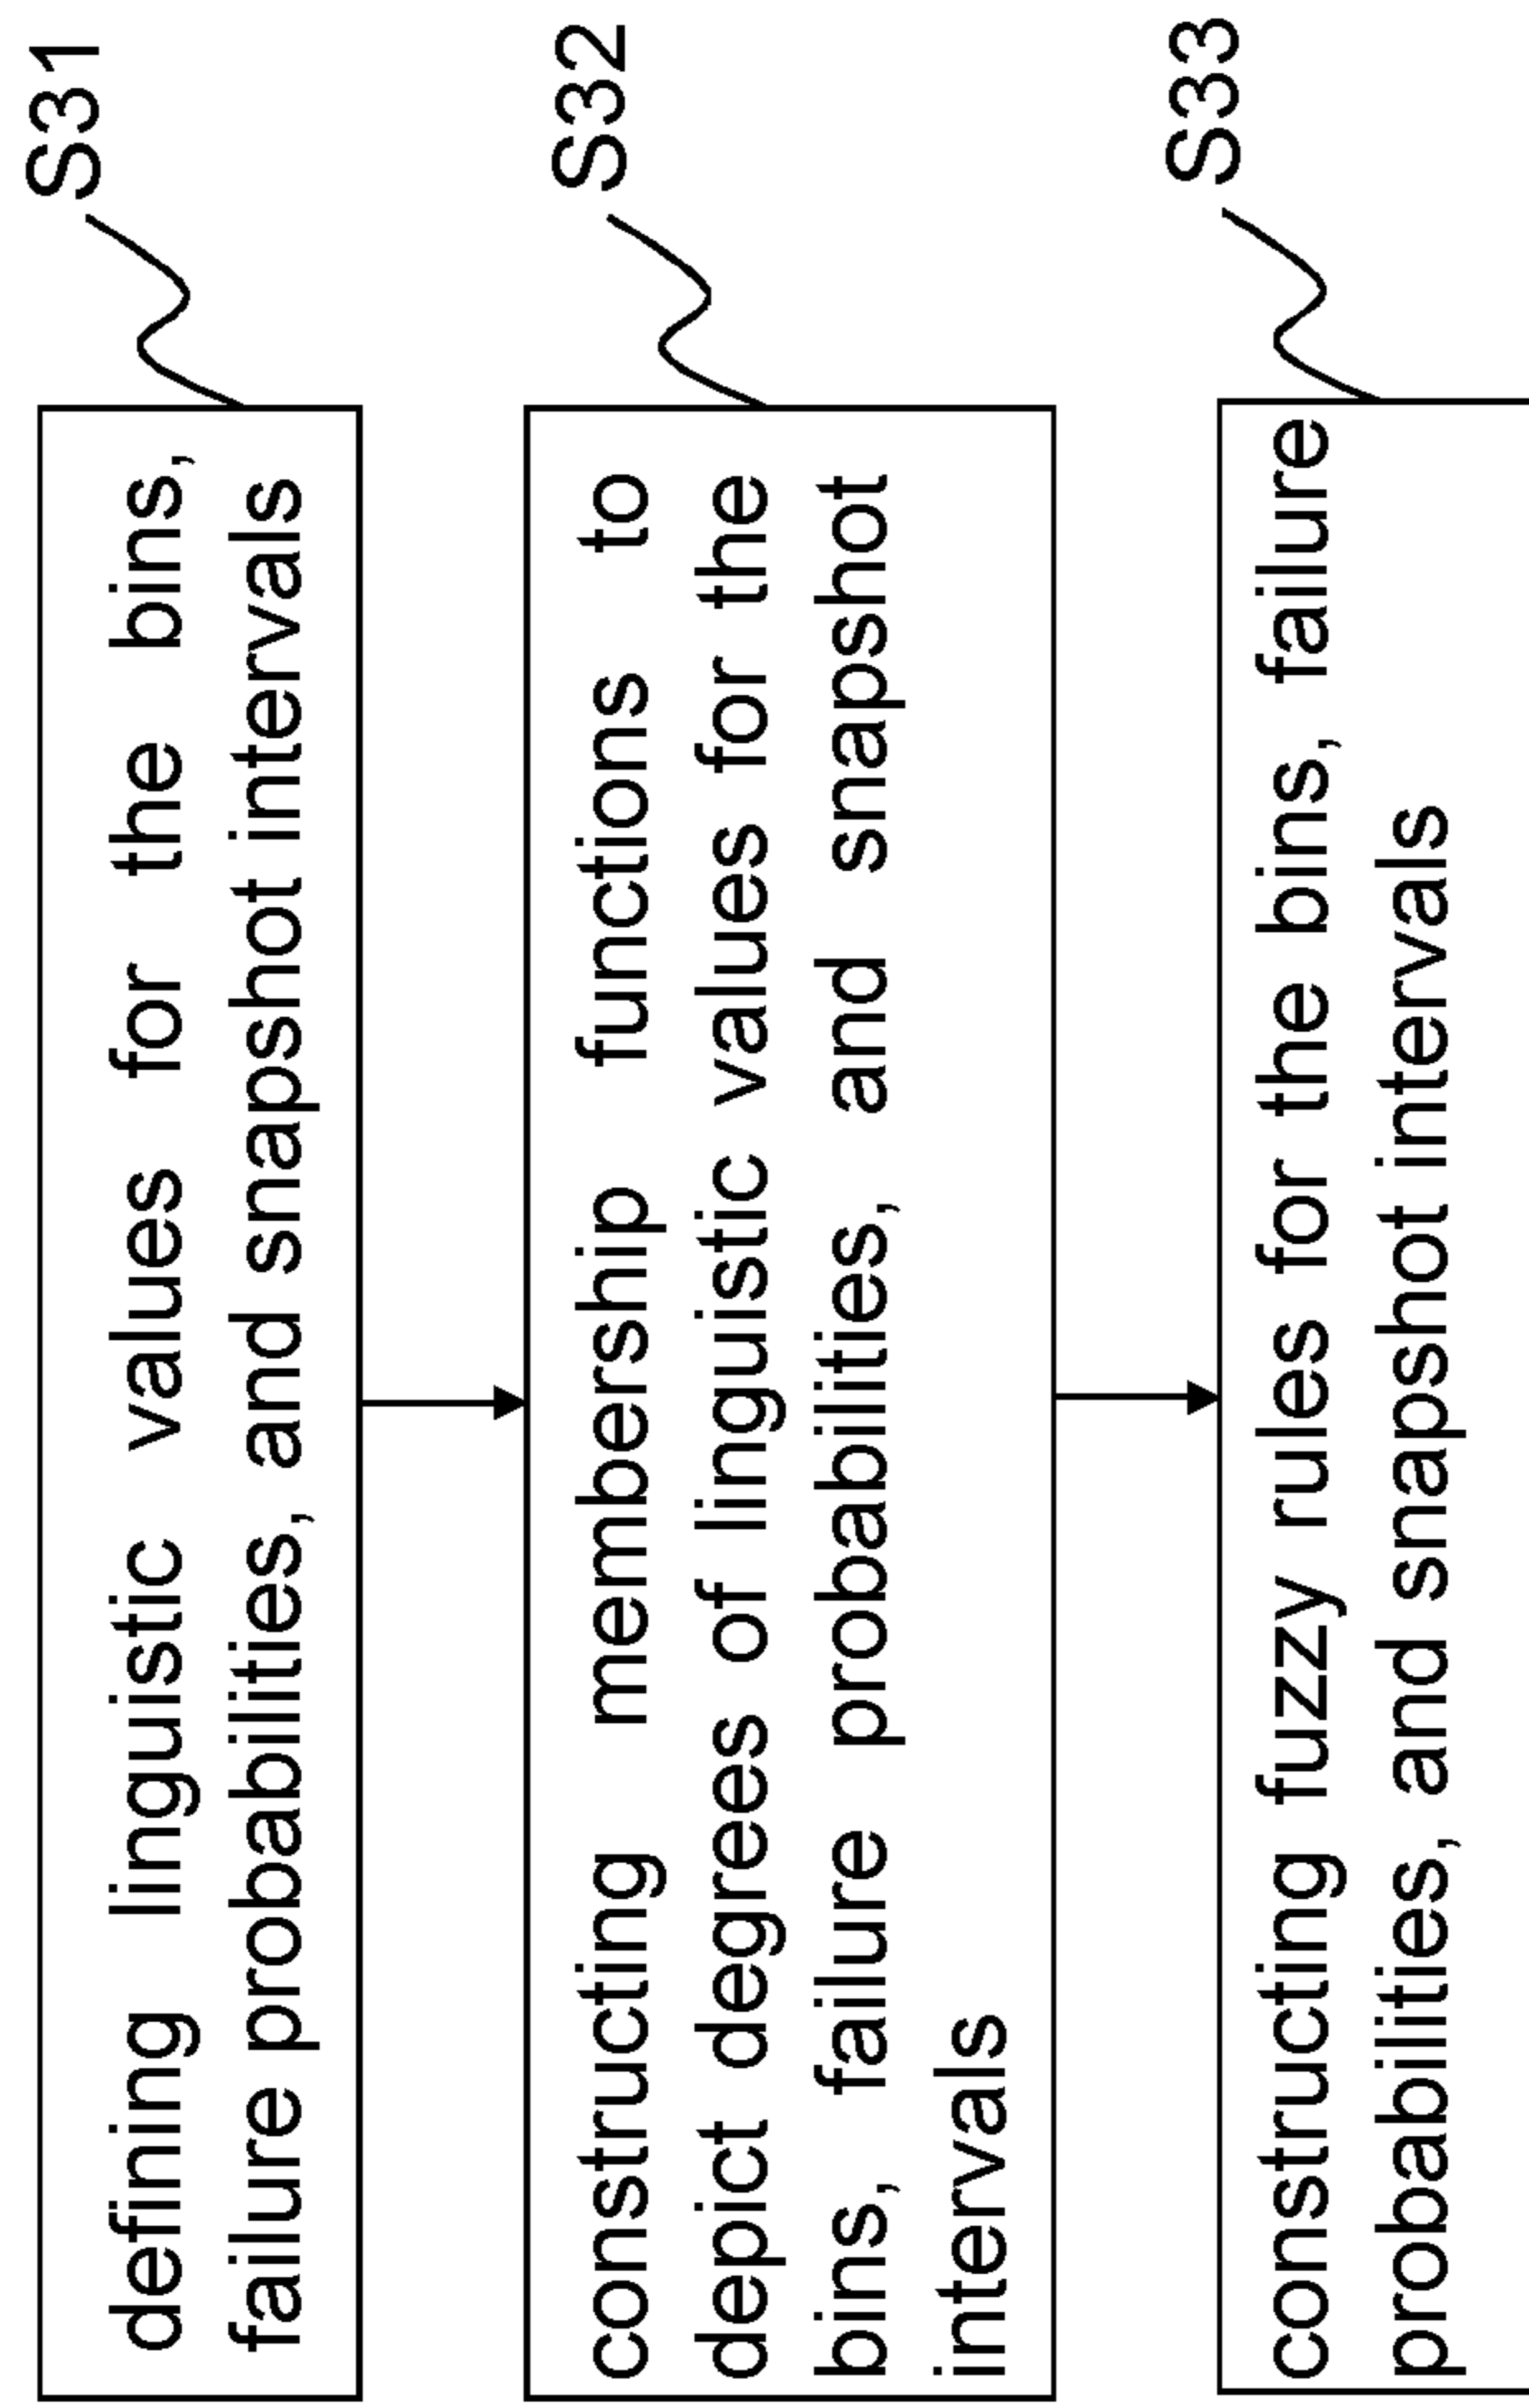 defining linguistic values for the bins,
failure probabilities, and snapshot intervals
S31
constructing membership functions to
depict degrees of linguistic values for the
bins, failure probabilities, and snapshot
intervals
S32
constructing fuzzy rules for the bins, failure
probabilities, and snapshot intervals
S33